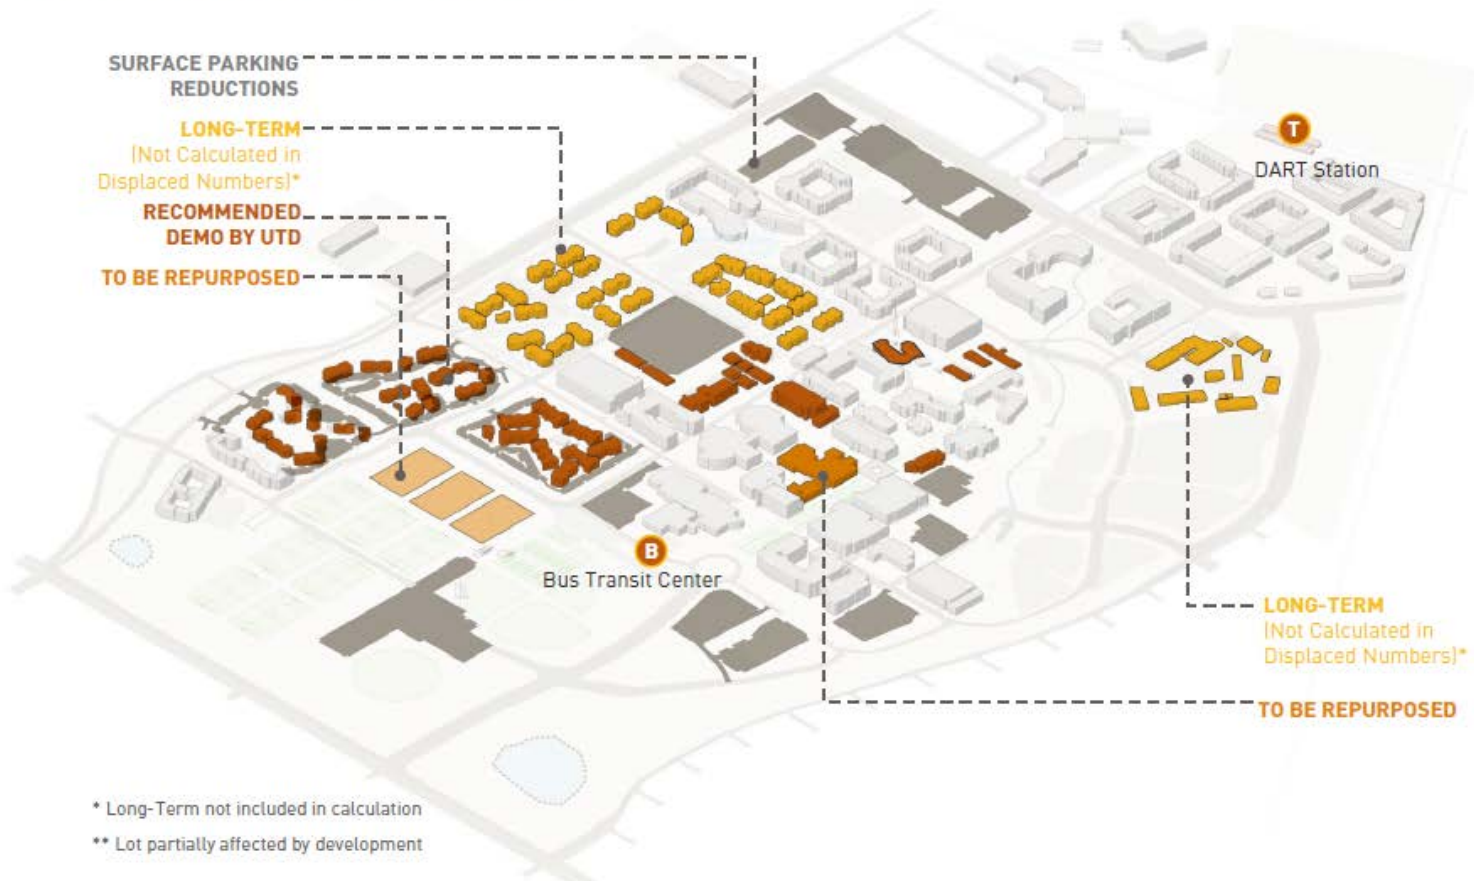 SURFACE PARKING
REDUCTIONS
LONG-TERM
(Not Calculated in
Displaced Numbers)*
RECOMMENDED
DEMO BY UTD
TO BE REPURPOSED
T
DART Station
B
Bus Transit Center
LONG-TERM
(Not Calculated in
Displaced Numbers)*
TO BE REPURPOSED
* Long-Term not included in calculation
** Lot partially affected by development